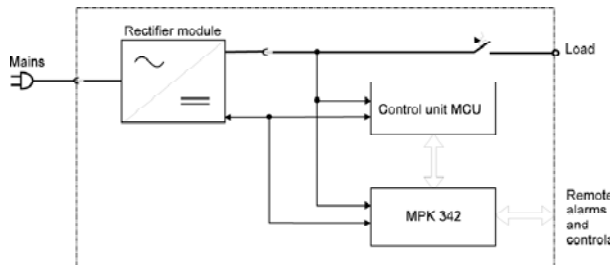 Rectifier module
Mains
Load
Control unit MCU
MPK 342
Remote
alarms
and
controls